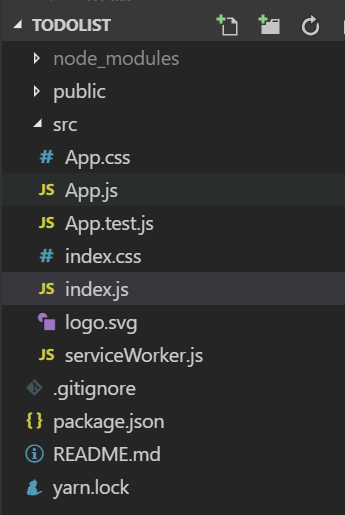 TODOLIST
node_modules
public
src
# App.css
JS App.js
JS App.test.js
# index.css
JS index.js
logo.svg
JS serviceWorker.js
.gitignore
{} package.json
README.md
yarn.lock